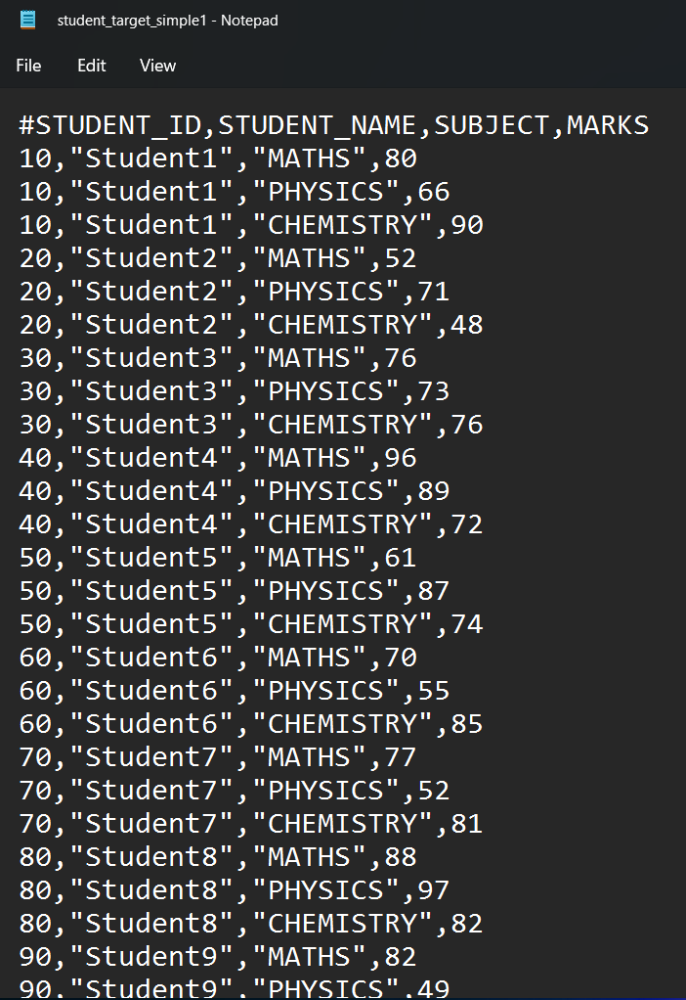 student_target_simple1 - Notepad
File Edit View
#STUDENT_ID,STUDENT_NAME,SUBJECT,MARKS
10,"Student1","MATHS",80
10,"Student1","PHYSICS",66
10,"Student1","CHEMISTRY",90
20,"Student2","MATHS",52
20,"Student2","PHYSICS",71
20,"Student2","CHEMISTRY",48
30,"Student3","MATHS",76
30,"Student3","PHYSICS",73
30,"Student3","CHEMISTRY",76
40,"Student4","MATHS",96
40,"Student4","PHYSICS",89
40,"Student4","CHEMISTRY",72
50,"Student5","MATHS",61
50,"Student5","PHYSICS",87
50,"Student5","CHEMISTRY",74
60,"Student6","MATHS",70
60,"Student6","PHYSICS",55
60,"Student6","CHEMISTRY",85
70,"Student7","MATHS",77
70,"Student7","PHYSICS",52
70,"Student7","CHEMISTRY",81
80,"Student8","MATHS",88
80,"Student8","PHYSICS",97
80,"Student8","CHEMISTRY",82
90,"Student9","MATHS",82
90,"Student9","PHYSICS",49